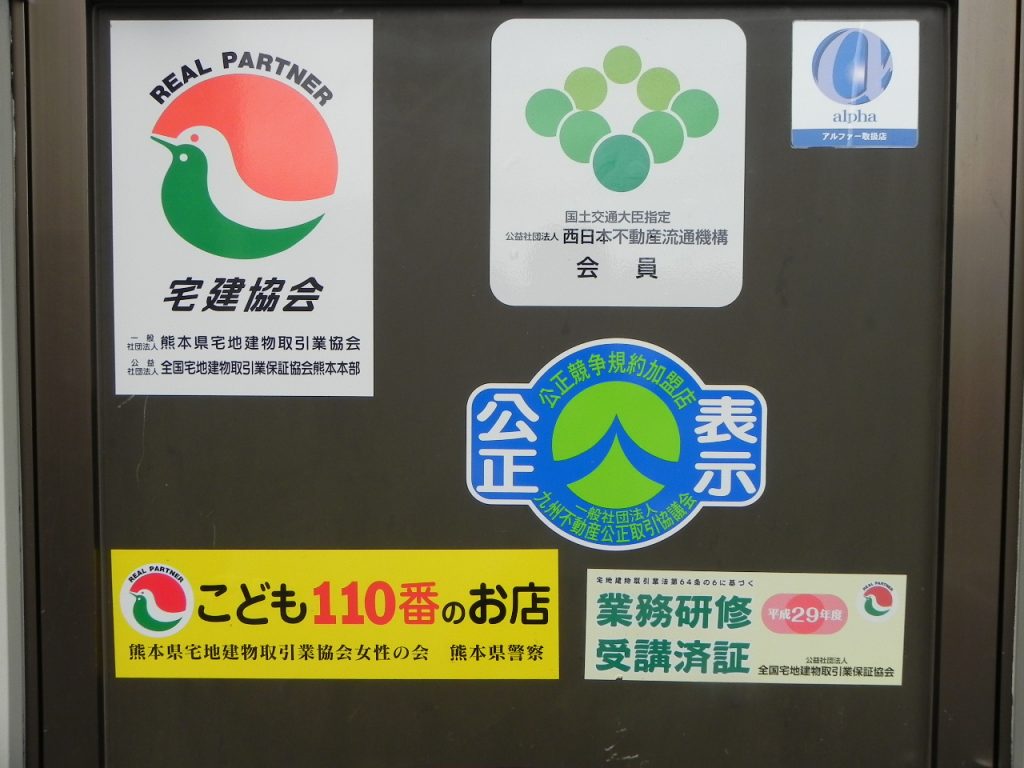 REAL PARTNER
宅建協会
一般社団法人 熊本県宅地建物取引業協会
公益社団法人 全国宅地建物取引業保証協会熊本本部
国土交通大臣指定
公益社団法人 西日本不動産流通機構
会員
alpha
アルファー取扱店
公正競争規約加盟店
公正
表示
一般社団法人
九州不動産公正取引協議会
REAL PARTNER
こども110番のお店
熊本県宅地建物取引業協会女性の会 熊本県警察
宅地建物取引業法第64条の6に基づく
業務研修
平成29年度
REAL PARTNER
受講済証
公益社団法人
全国宅地建物取引業保証協会